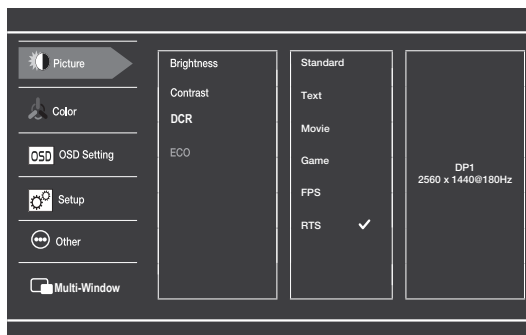 Picture
Color
OSD OSD Setting
Setup
Other
Multi-Window
Brightness
Contrast
DCR
ECO
Standard
Text
Movie
Game
FPS
RTS
DP1
2560 x 1440@180Hz